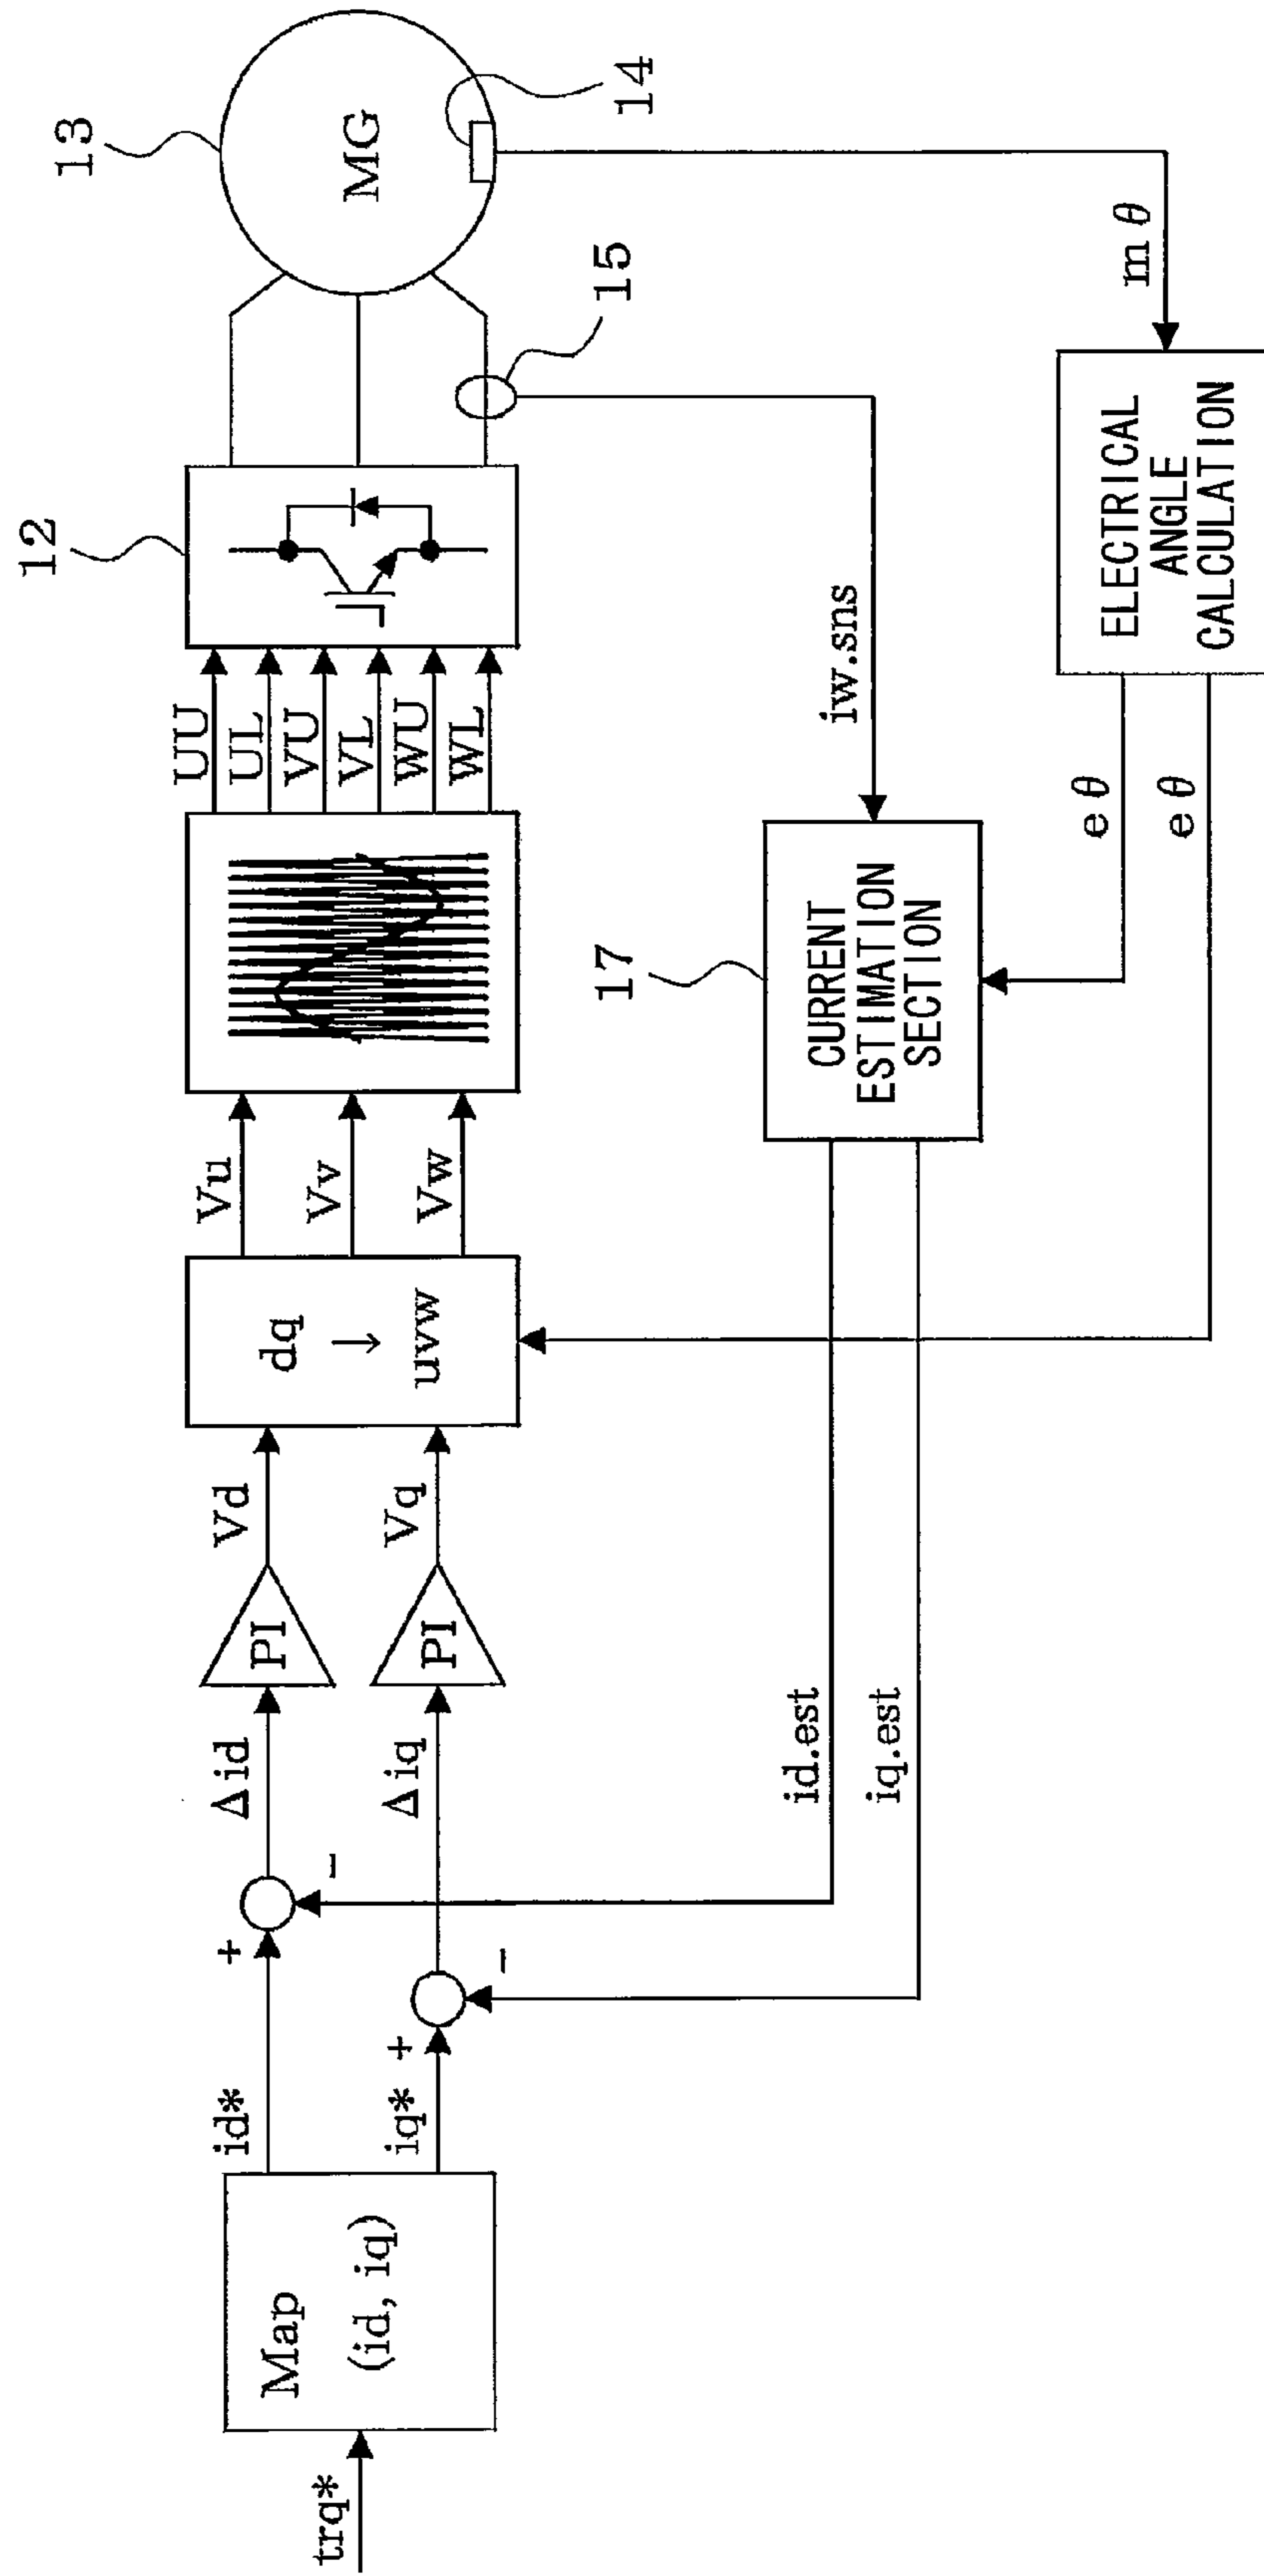 trq*
Map
(id, iq)
id*
iq*
+
−
+
−
Δid
Δiq
PI
PI
Vd
Vq
dq
↓
uvw
Vu
Vv
Vw
UU
UL
VU
VL
WU
WL
12
13
MG
14
15
iw.sns
17
CURRENT
ESTIMATION
SECTION
id.est
iq.est
mθ
ELECTRICAL
ANGLE
CALCULATION
eθ
eθ